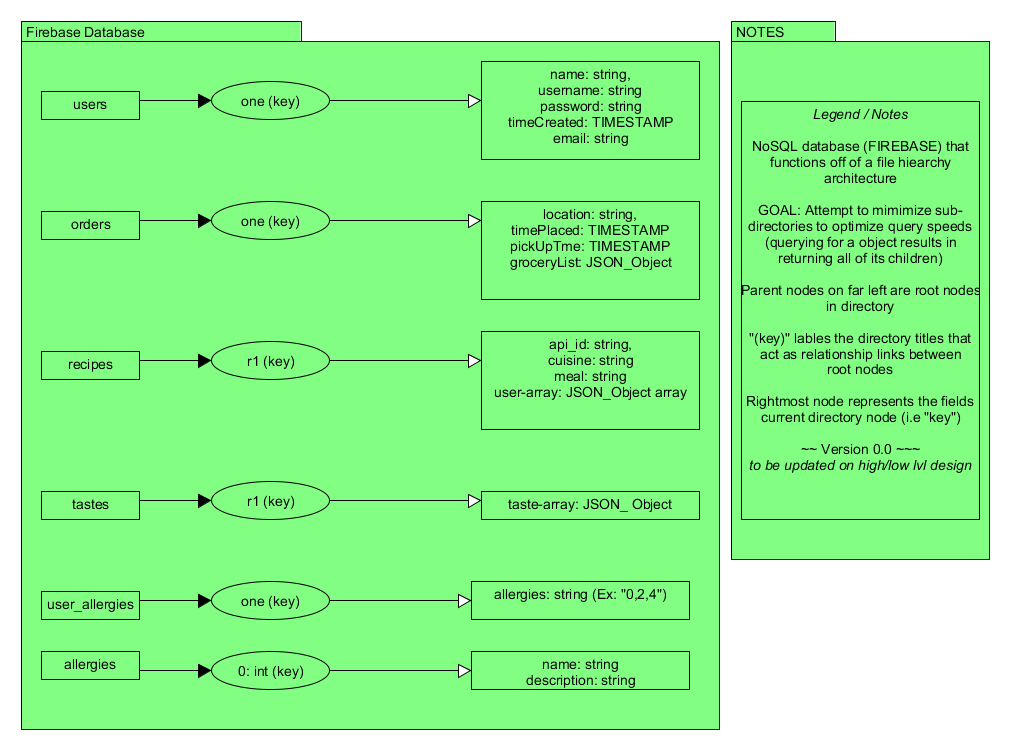 Firebase Database
users
one (key)
name: string,
username: string
password: string
timeCreated: TIMESTAMP
email: string
orders
one (key)
location: string,
timePlaced: TIMESTAMP
pickUpTme: TIMESTAMP
groceryList: JSON_Object
recipes
r1 (key)
api_id: string,
cuisine: string
meal: string
user-array: JSON_Object array
tastes
r1 (key)
taste-array: JSON_ Object
user_allergies
one (key)
allergies: string (Ex: "0,2,4")
allergies
0: int (key)
name: string
description: string
NOTES
Legend / Notes
NoSQL database (FIREBASE) that
functions off of a file hiearchy
architecture
GOAL: Attempt to mimimize sub-
directories to optimize query speeds
(querying for a object results in
returning all of its children)
Parent nodes on far left are root nodes
in directory
"(key)" lables the directory titles that
act as relationship links between
root nodes
Rightmost node represents the fields
current directory node (i.e "key")
~~ Version 0.0 ~~~
to be updated on high/low lvl design